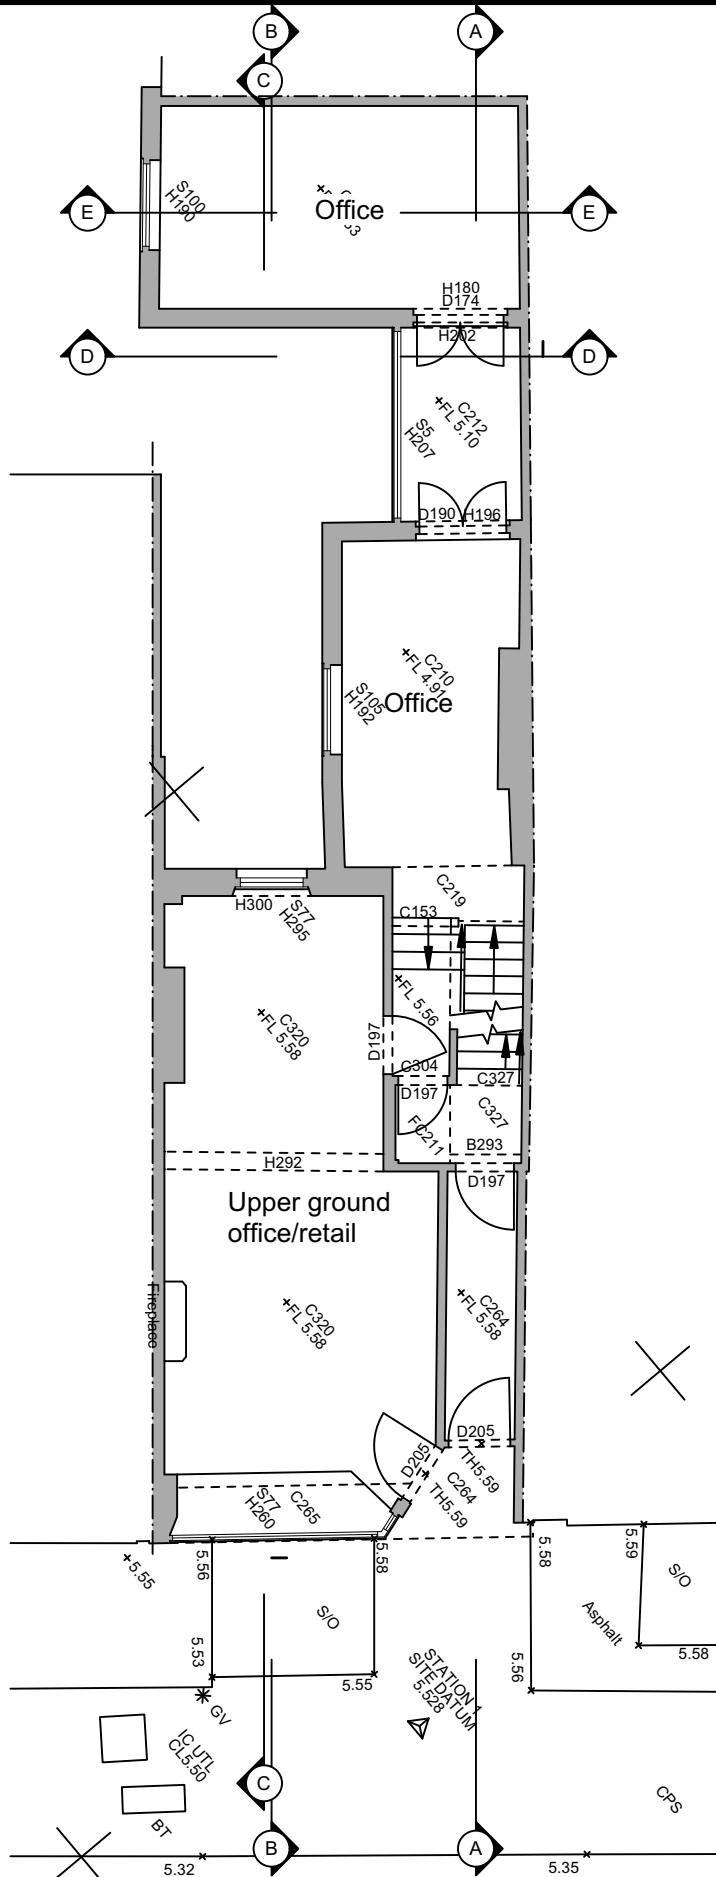 B
A
C
S100
H190
Office
E
E
H180
D174
H202
D
D
C212
FL 5.10
S5
H207
D190
H196
C210
FL 4.91
S105
H192
Office
C219
C153
H300
S77
H295
FL 5.56
C320
FL 5.58
D197
C304
D197
C327
C327
FC211
B293
H292
D197
Upper ground
office/retail
Fireplace
C320
FL 5.58
C264
FL 5.58
D205
D205
TH5.59
C264
TH5.59
S77
H260
C265
5.55
5.56
5.58
5.58
5.59
S/O
S/O
Asphalt
5.53
5.55
5.56
5.58
STATION 1
SITE DATUM
5.528
GV
IC UTL
CL5.50
C
BT
CPS
B
A
5.32
5.35